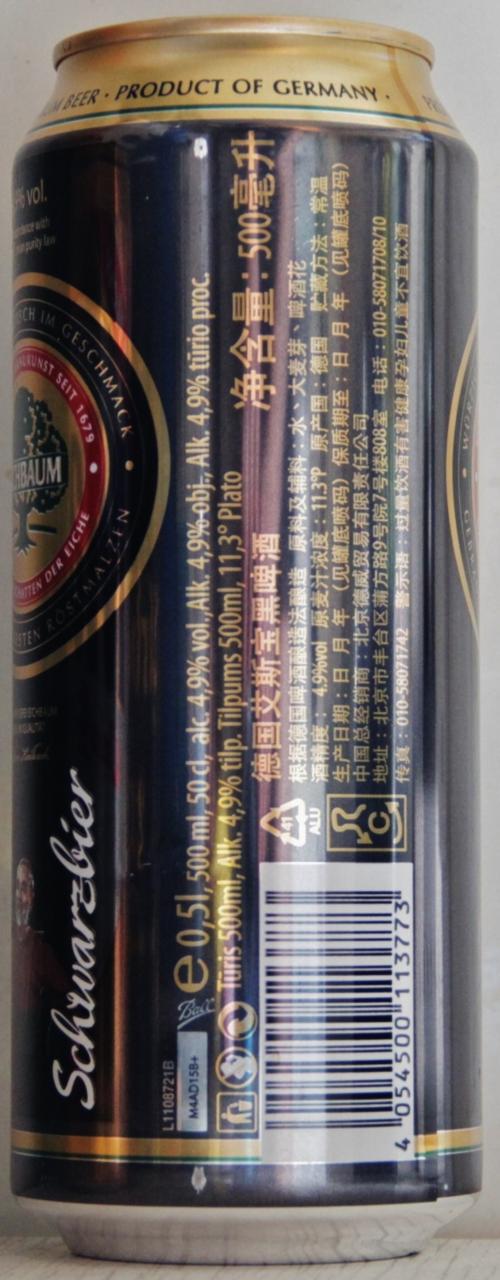 UM BEER · PRODUCT OF GERMANY ·
% vol.
purity law
SCH IM GESCHMACK
BRAUKUNST SEIT 1679
CHBAUM
SCHATTEN DER EICHE
RÖSTMALZEN
Schwarzbier
L1108721B
M4AD15B+
Ball
e 0,5l, 500 ml, 50 cl, alc. 4,9% vol.,Alk. 4,9%obj., Alk. 4,9% tūrio proc.
Tūris 500ml, Alk. 4,9% tilp. Tilpums 500ml, 11,3° Plato
德国艾斯宝黑啤酒 净含量：500毫升
根据德国啤酒酿造法酿造 原料及辅料：水、大麦芽、啤酒花
酒精度： 4.9%vol 原麦汁浓度：11.3°P 原产国：德国 贮藏方法：常温
生产日期：日 月 年（见罐底喷码） 保质期至：日 月 年（见罐底喷码）
中国总经销商：北京德威贸易有限责任公司
地址：北京市丰台区蒲方路9号院7号楼808室 电话：010-58071708/10
传真：010-58071742 警示语：过量饮酒有害健康孕妇儿童不宜饮酒
41
ALU
4 054500 113773